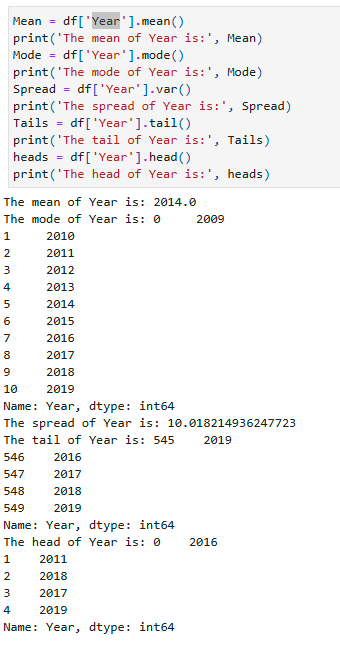 Mean = df['Year'].mean()
print('The mean of Year is:', Mean)
Mode = df['Year'].mode()
print('The mode of Year is:', Mode)
Spread = df['Year'].var()
print('The spread of Year is:', Spread)
Tails = df['Year'].tail()
print('The tail of Year is:', Tails)
heads = df['Year'].head()
print('The head of Year is:', heads)
The mean of Year is: 2014.0
The mode of Year is: 0     2009
1     2010
2     2011
3     2012
4     2013
5     2014
6     2015
7     2016
8     2017
9     2018
10    2019
Name: Year, dtype: int64
The spread of Year is: 10.018214936247723
The tail of Year is: 545    2019
546    2016
547    2017
548    2018
549    2019
Name: Year, dtype: int64
The head of Year is: 0    2016
1    2011
2    2018
3    2017
4    2019
Name: Year, dtype: int64